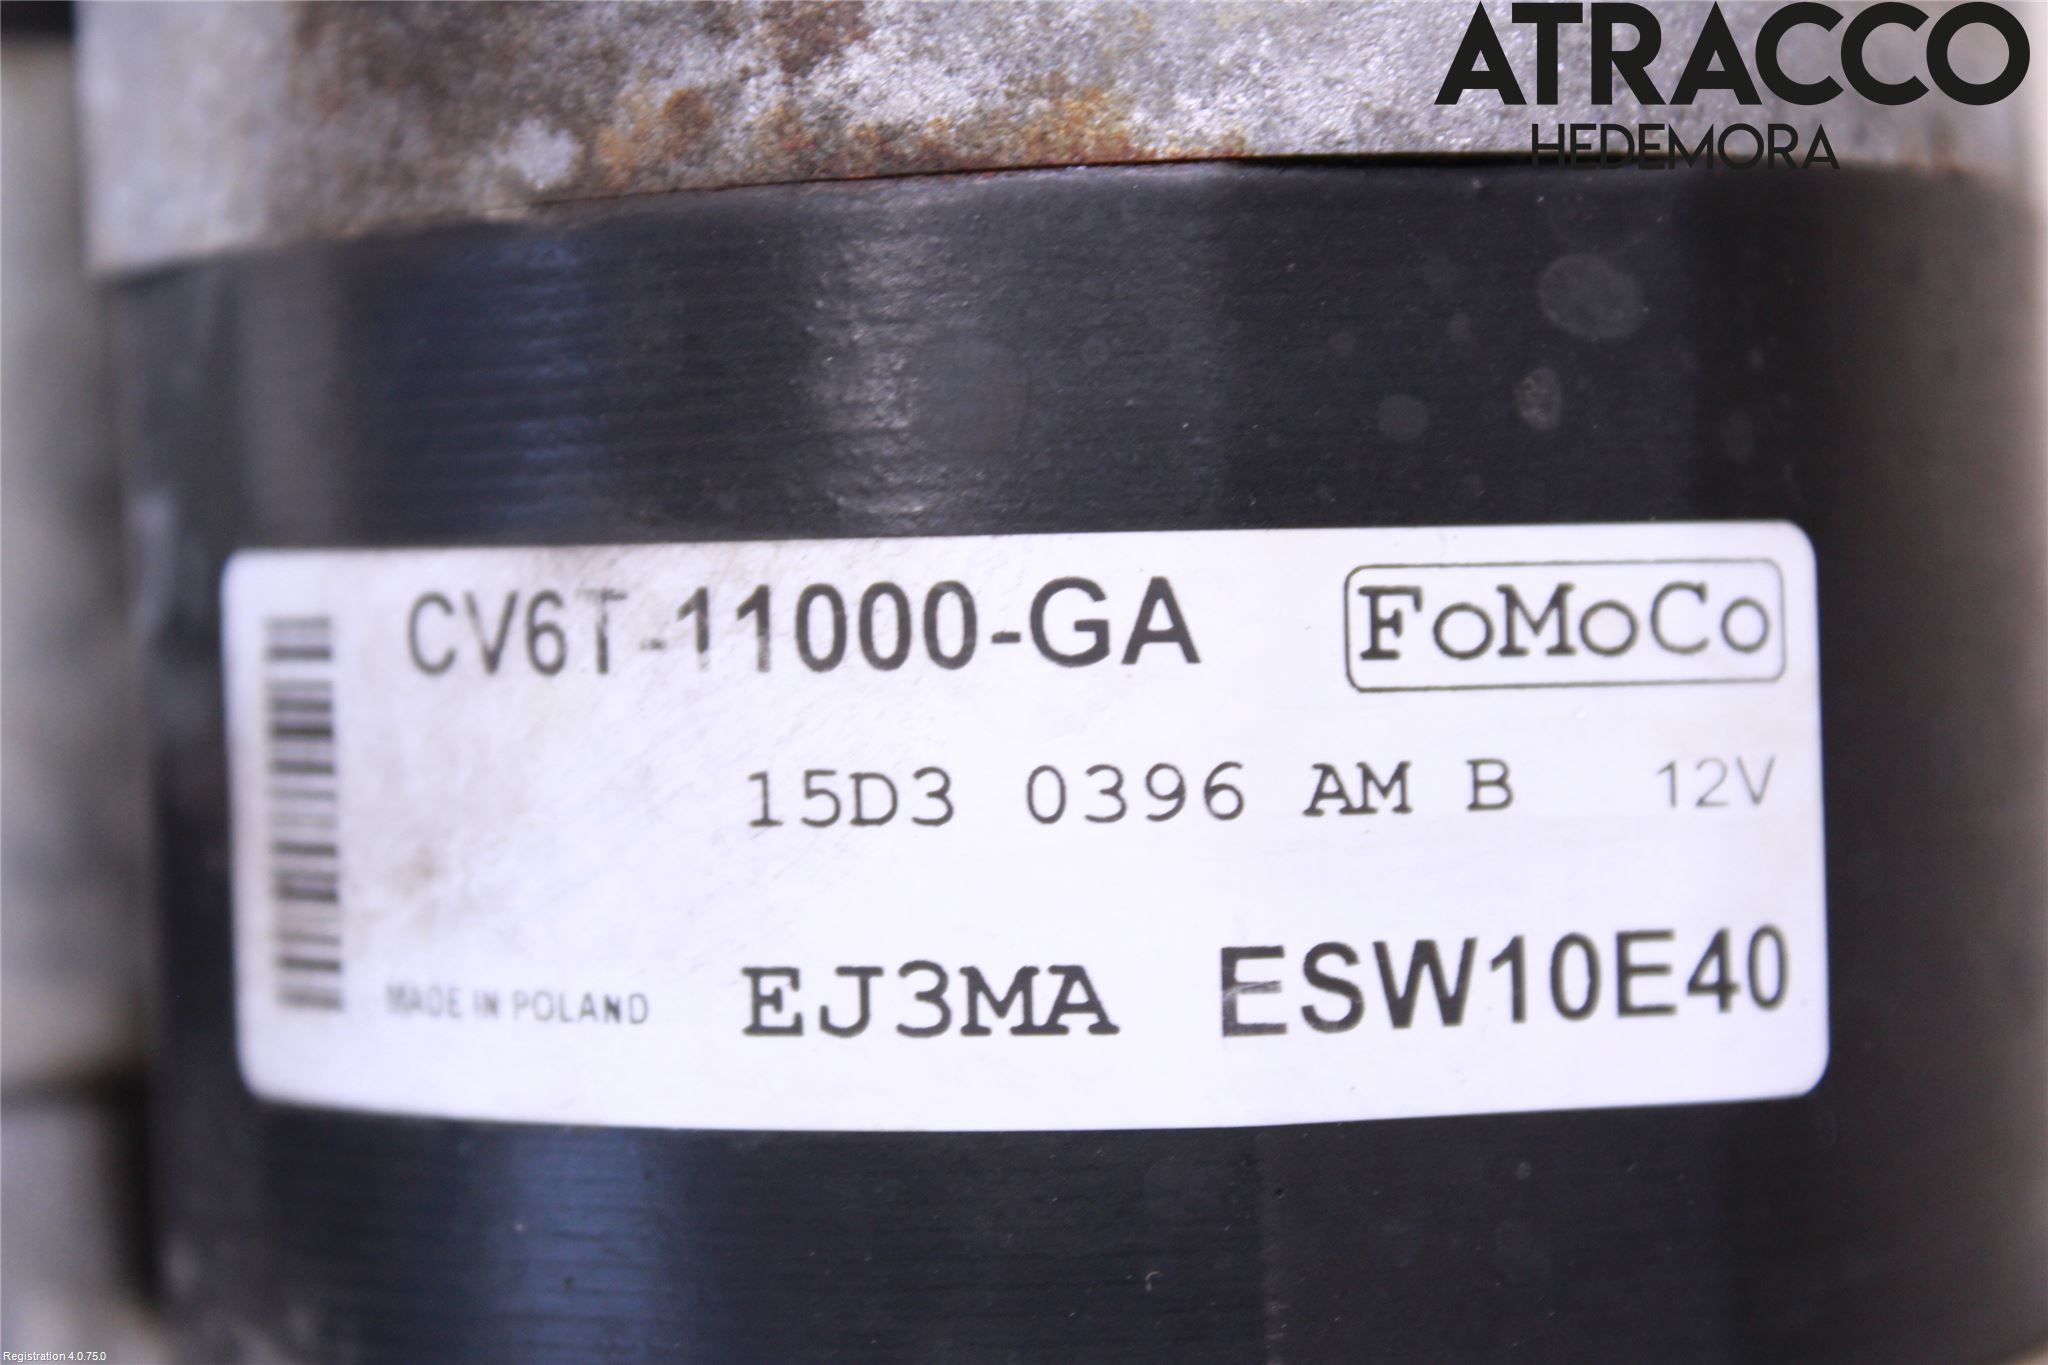 ATRACCO
HEDEMORA
CV6T-11000-GA FoMoCo
15D3 0396 AM B 12V
MADE IN POLAND EJ3MA ESW10E40
Registration 4.0.75.0